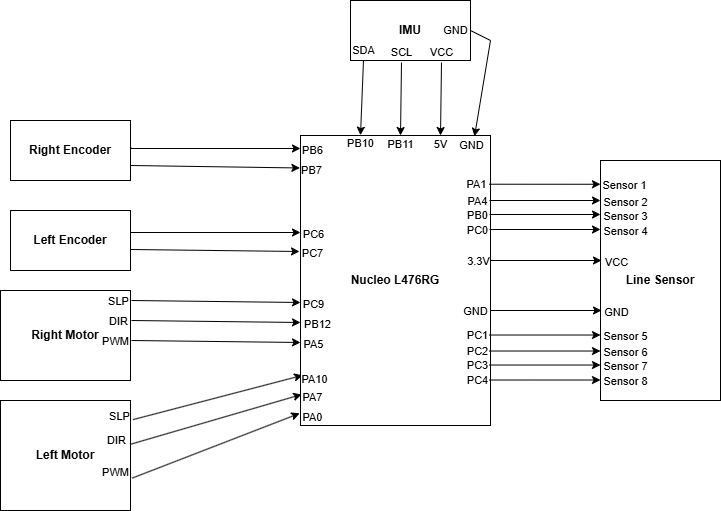 IMU
GND
SDA
SCL
VCC
PB10
PB11
5V
GND
Right Encoder
PB6
PB7
Left Encoder
PC6
PC7
Right Motor
SLP
DIR
PWM
PC9
PB12
PA5
Left Motor
SLP
DIR
PWM
PA10
PA7
PA0
Nucleo L476RG
PA1
PA4
PB0
PC0
3.3V
GND
PC1
PC2
PC3
PC4
Sensor 1
Sensor 2
Sensor 3
Sensor 4
VCC
Line Sensor
GND
Sensor 5
Sensor 6
Sensor 7
Sensor 8